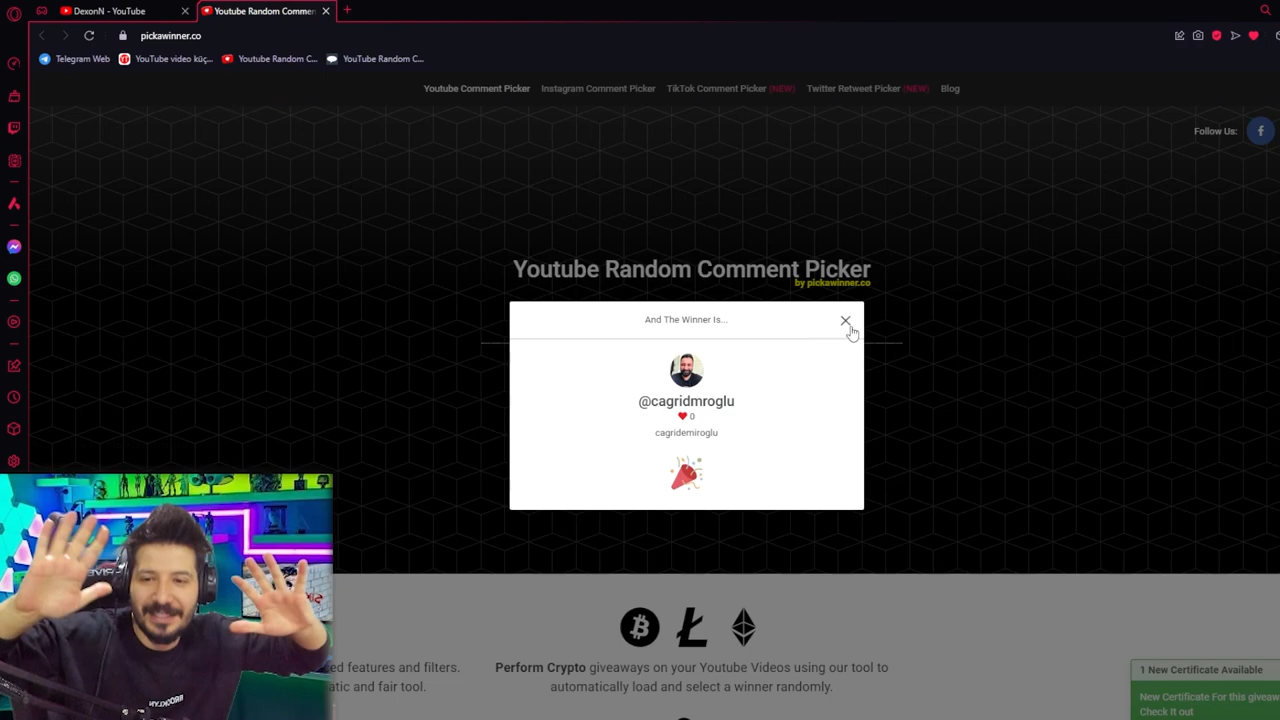 DexonN - YouTube
Youtube Random Commen
pickawinner.co
Telegram Web
YouTube video küç...
Youtube Random C...
YouTube Random C...
Youtube Comment Picker
Instagram Comment Picker
TikTok Comment Picker (NEW)
Twitter Retweet Picker (NEW)
Blog
Follow Us:
Youtube Random Comment Picker
by pickawinner.co
And The Winner Is...
@cagridmroglu
0
cagridemiroglu
ed features and filters.
atic and fair tool.
Perform Crypto giveaways on your Youtube Videos using our tool to
automatically load and select a winner randomly.
1 New Certificate Available
New Certificate For this giveaw
Check It out